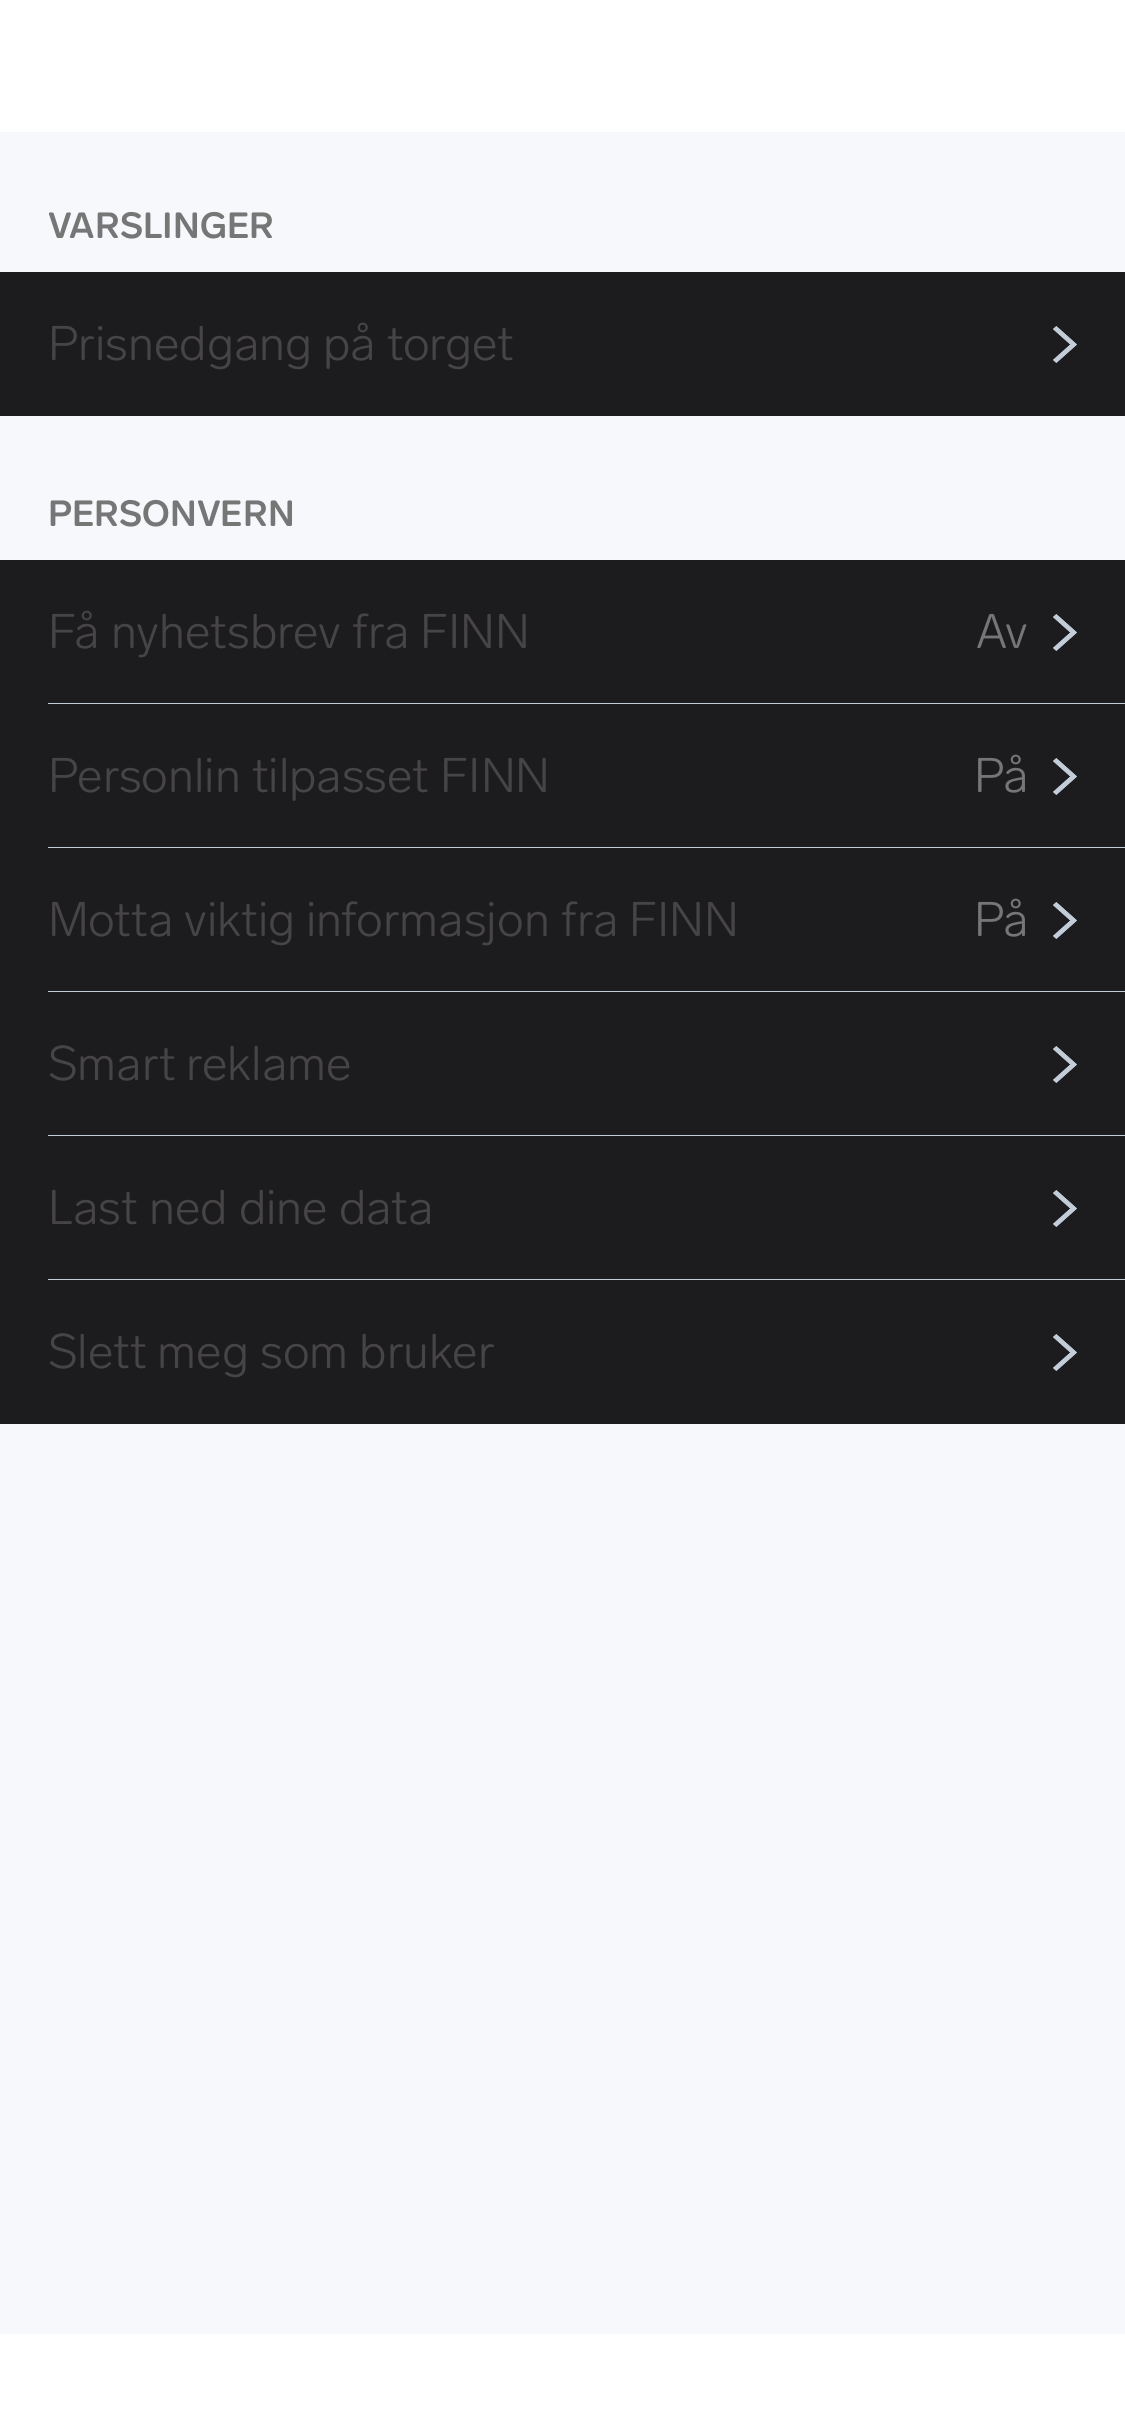 VARSLINGER
Prisnedgang på torget
PERSONVERN
Få nyhetsbrev fra FINN Av
Personlin tilpasset FINN På
Motta viktig informasjon fra FINN På
Smart reklame
Last ned dine data
Slett meg som bruker